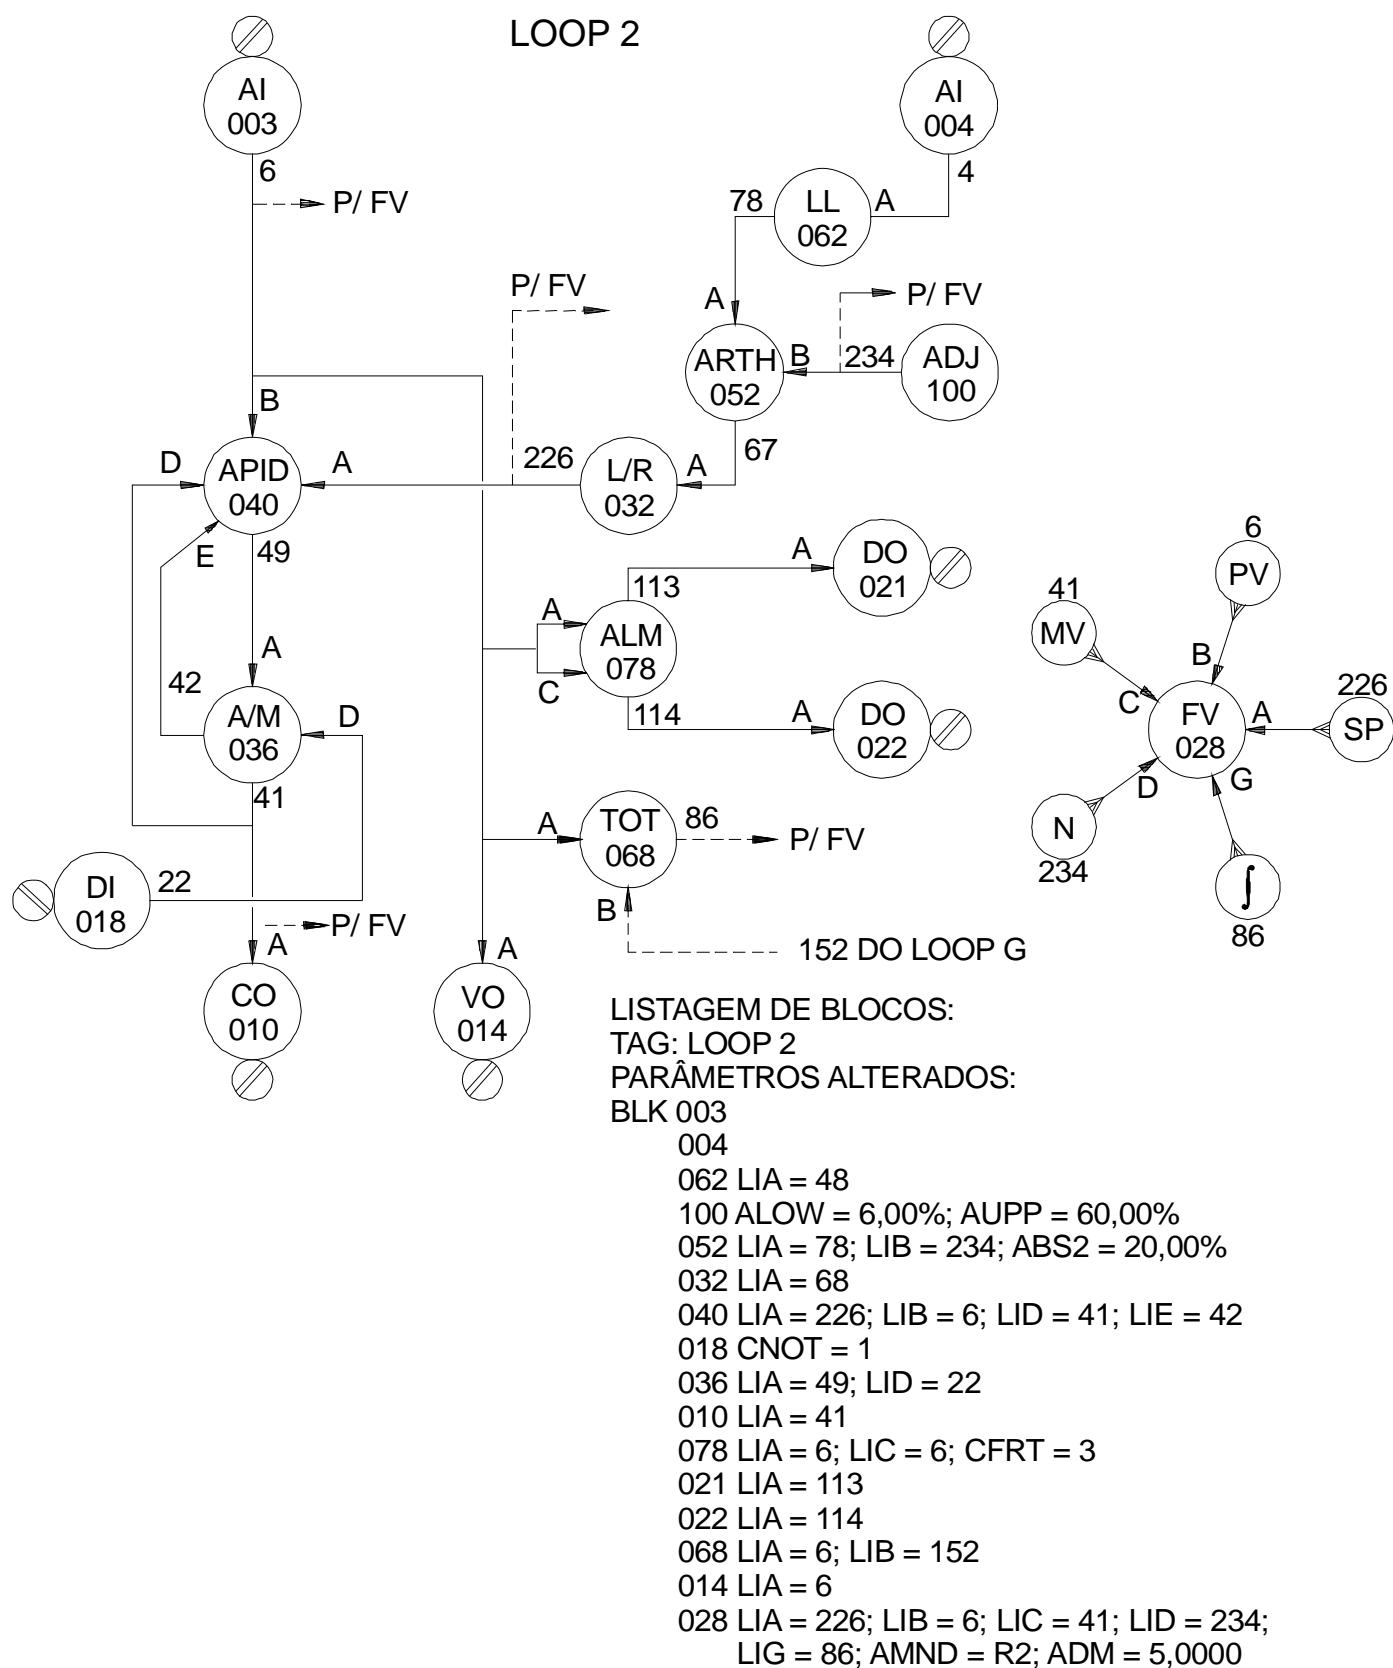 LOOP 2
AI
003
6
P/ FV
AI
004
4
A
LL
062
78
A
P/ FV
P/ FV
ADJ
100
234
B
ARTH
052
67
A
L/R
032
226
A
B
D
APID
040
E
49
A
42
A/M
036
D
41
DI
018
22
P/ FV
A
CO
010
A
VO
014
A
C
ALM
078
113
A
DO
021
114
A
DO
022
A
TOT
068
86
P/ FV
B
152 DO LOOP G
6
PV
41
MV
B
C
226
SP
A
FV
028
D
G
N
234
∫
86
LISTAGEM DE BLOCOS:
TAG: LOOP 2
PARÂMETROS ALTERADOS:
BLK 003
004
062 LIA = 48
100 ALOW = 6,00%; AUPP = 60,00%
052 LIA = 78; LIB = 234; ABS2 = 20,00%
032 LIA = 68
040 LIA = 226; LIB = 6; LID = 41; LIE = 42
018 CNOT = 1
036 LIA = 49; LID = 22
010 LIA = 41
078 LIA = 6; LIC = 6; CFRT = 3
021 LIA = 113
022 LIA = 114
068 LIA = 6; LIB = 152
014 LIA = 6
028 LIA = 226; LIB = 6; LIC = 41; LID = 234;
LIG = 86; AMND = R2; ADM = 5,0000